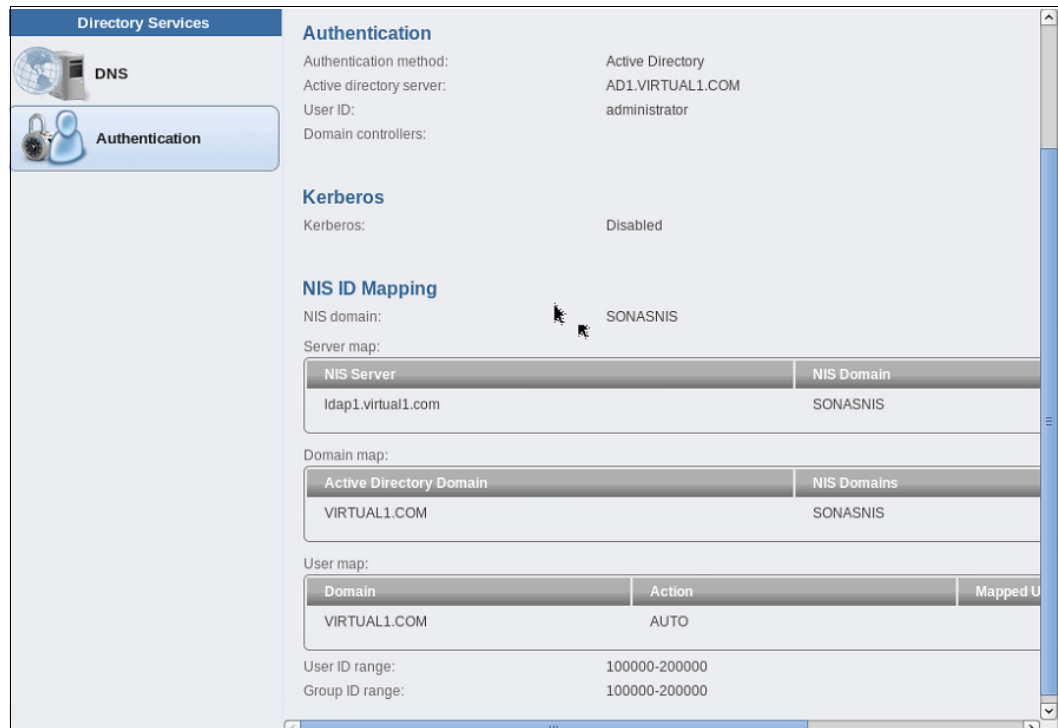 Directory Services
DNS
Authentication
Authentication
Authentication method: Active Directory
Active directory server: AD1.VIRTUAL1.COM
User ID: administrator
Domain controllers:
Kerberos
Kerberos: Disabled
NIS ID Mapping
NIS domain: SONASNIS
Server map:
NIS Server NIS Domain
ldap1.virtual1.com SONASNIS
Domain map:
Active Directory Domain NIS Domains
VIRTUAL1.COM SONASNIS
User map:
Domain Action Mapped U
VIRTUAL1.COM AUTO
User ID range: 100000-200000
Group ID range: 100000-200000